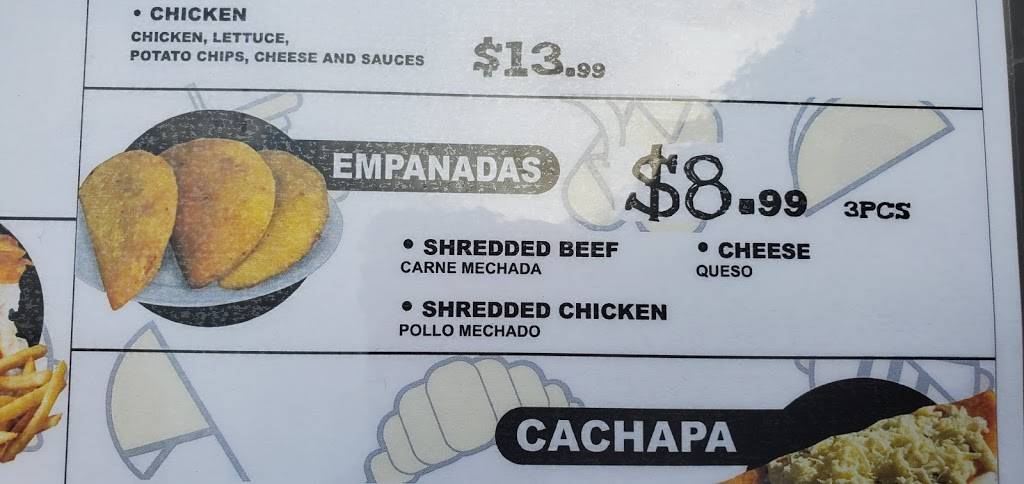 • CHICKEN
CHICKEN, LETTUCE,
POTATO CHIPS, CHEESE AND SAUCES
$13.99
EMPANADAS
$8.99 3PCS
• SHREDDED BEEF
CARNE MECHADA
• CHEESE
QUESO
• SHREDDED CHICKEN
POLLO MECHADO
CACHAPA